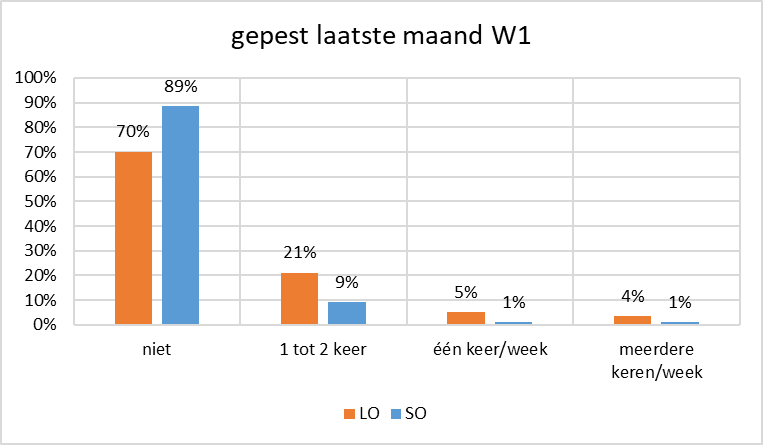 gepest laatste maand W1
100%
90%
80%
70%
60%
50%
40%
30%
20%
10%
0%
70%
89%
21%
9%
5%
1%
4%
1%
niet
1 tot 2 keer
één keer/week
meerdere
keren/week
LO
SO